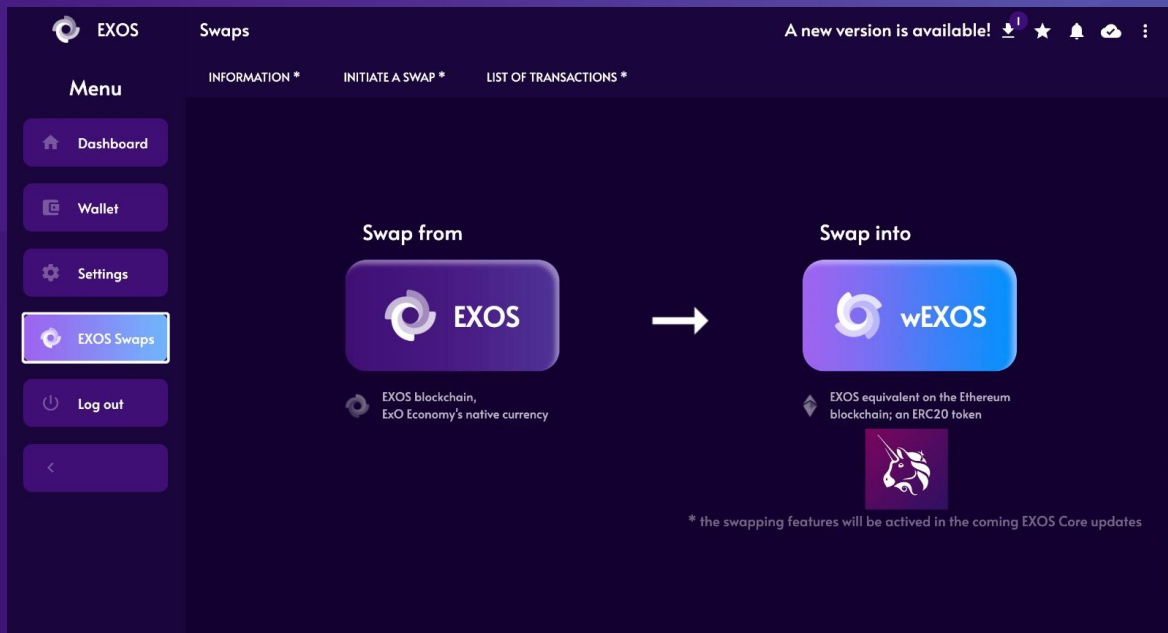 EXOS
Swaps
A new version is available!
1
INFORMATION *
INITIATE A SWAP *
LIST OF TRANSACTIONS *
Menu
Dashboard
Wallet
Settings
EXOS Swaps
Log out
Swap from
Swap into
EXOS
wEXOS
EXOS blockchain,
ExO Economy's native currency
EXOS equivalent on the Ethereum
blockchain; an ERC20 token
* the swapping features will be actived in the coming EXOS Core updates